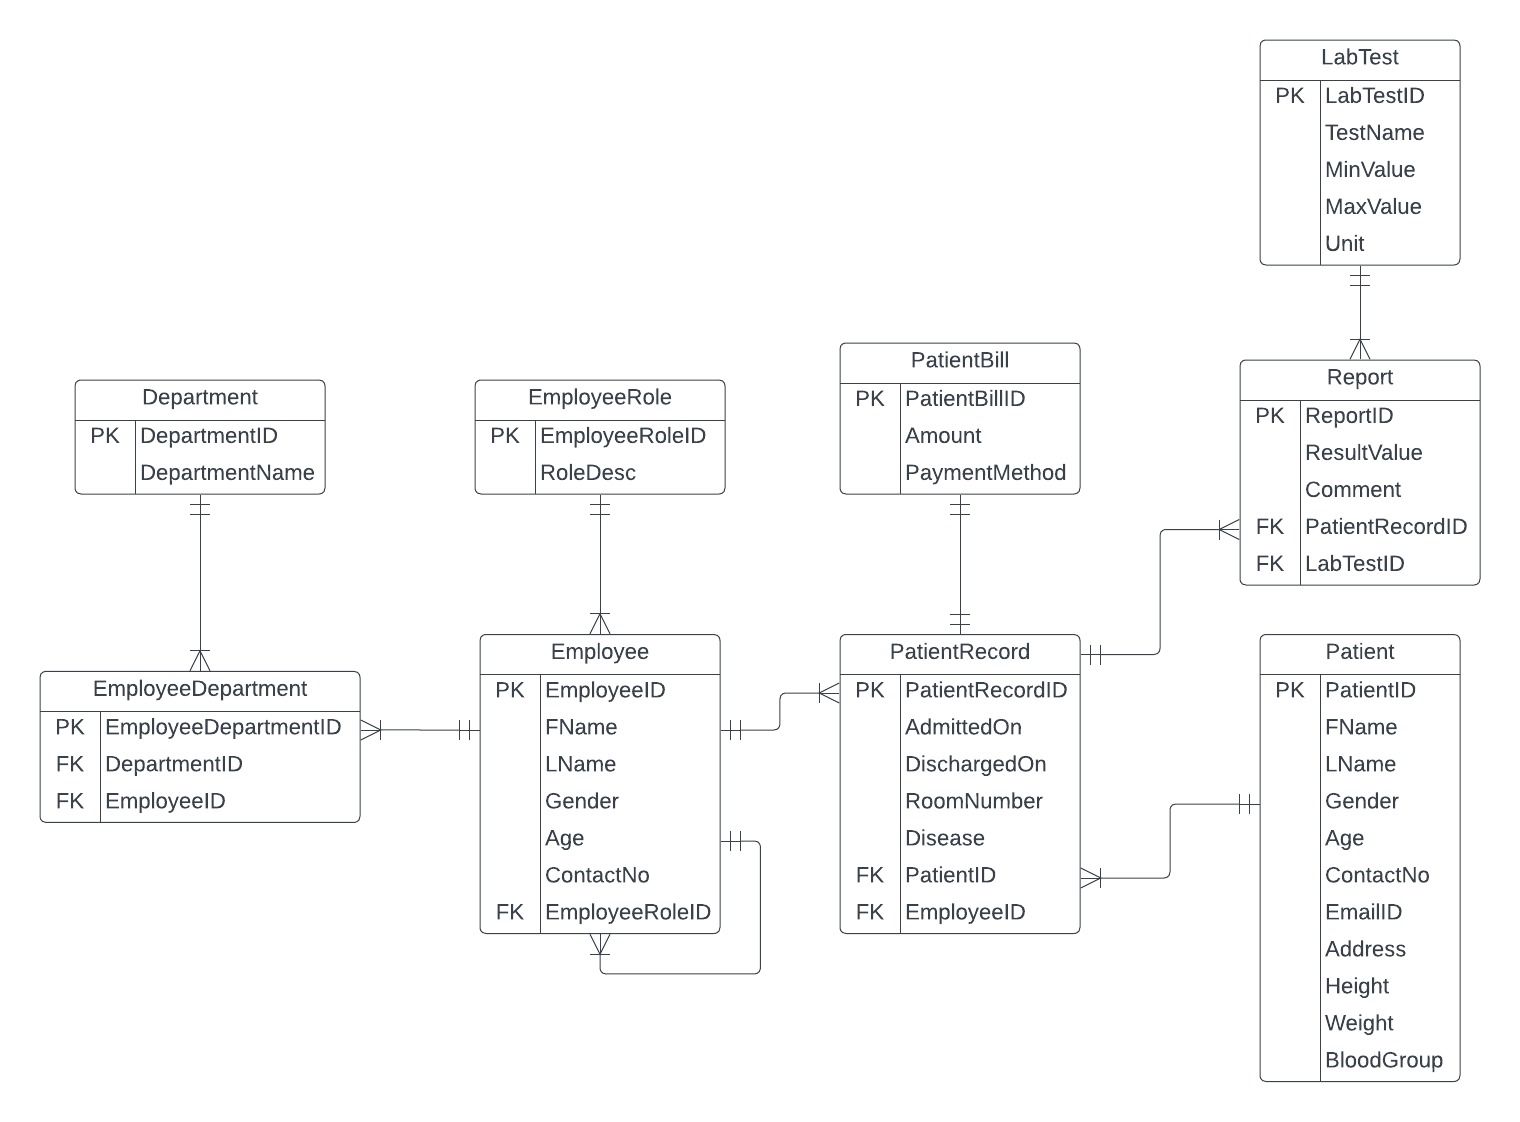 LabTest
PK LabTestID
TestName
MinValue
MaxValue
Unit
Department
PK DepartmentID
DepartmentName
EmployeeRole
PK EmployeeRoleID
RoleDesc
PatientBill
PK PatientBillID
Amount
PaymentMethod
Report
PK ReportID
ResultValue
Comment
FK PatientRecordID
FK LabTestID
EmployeeDepartment
PK EmployeeDepartmentID
FK DepartmentID
FK EmployeeID
Employee
PK EmployeeID
FName
LName
Gender
Age
ContactNo
FK EmployeeRoleID
PatientRecord
PK PatientRecordID
AdmittedOn
DischargedOn
RoomNumber
Disease
FK PatientID
FK EmployeeID
Patient
PK PatientID
FName
LName
Gender
Age
ContactNo
EmailID
Address
Height
Weight
BloodGroup